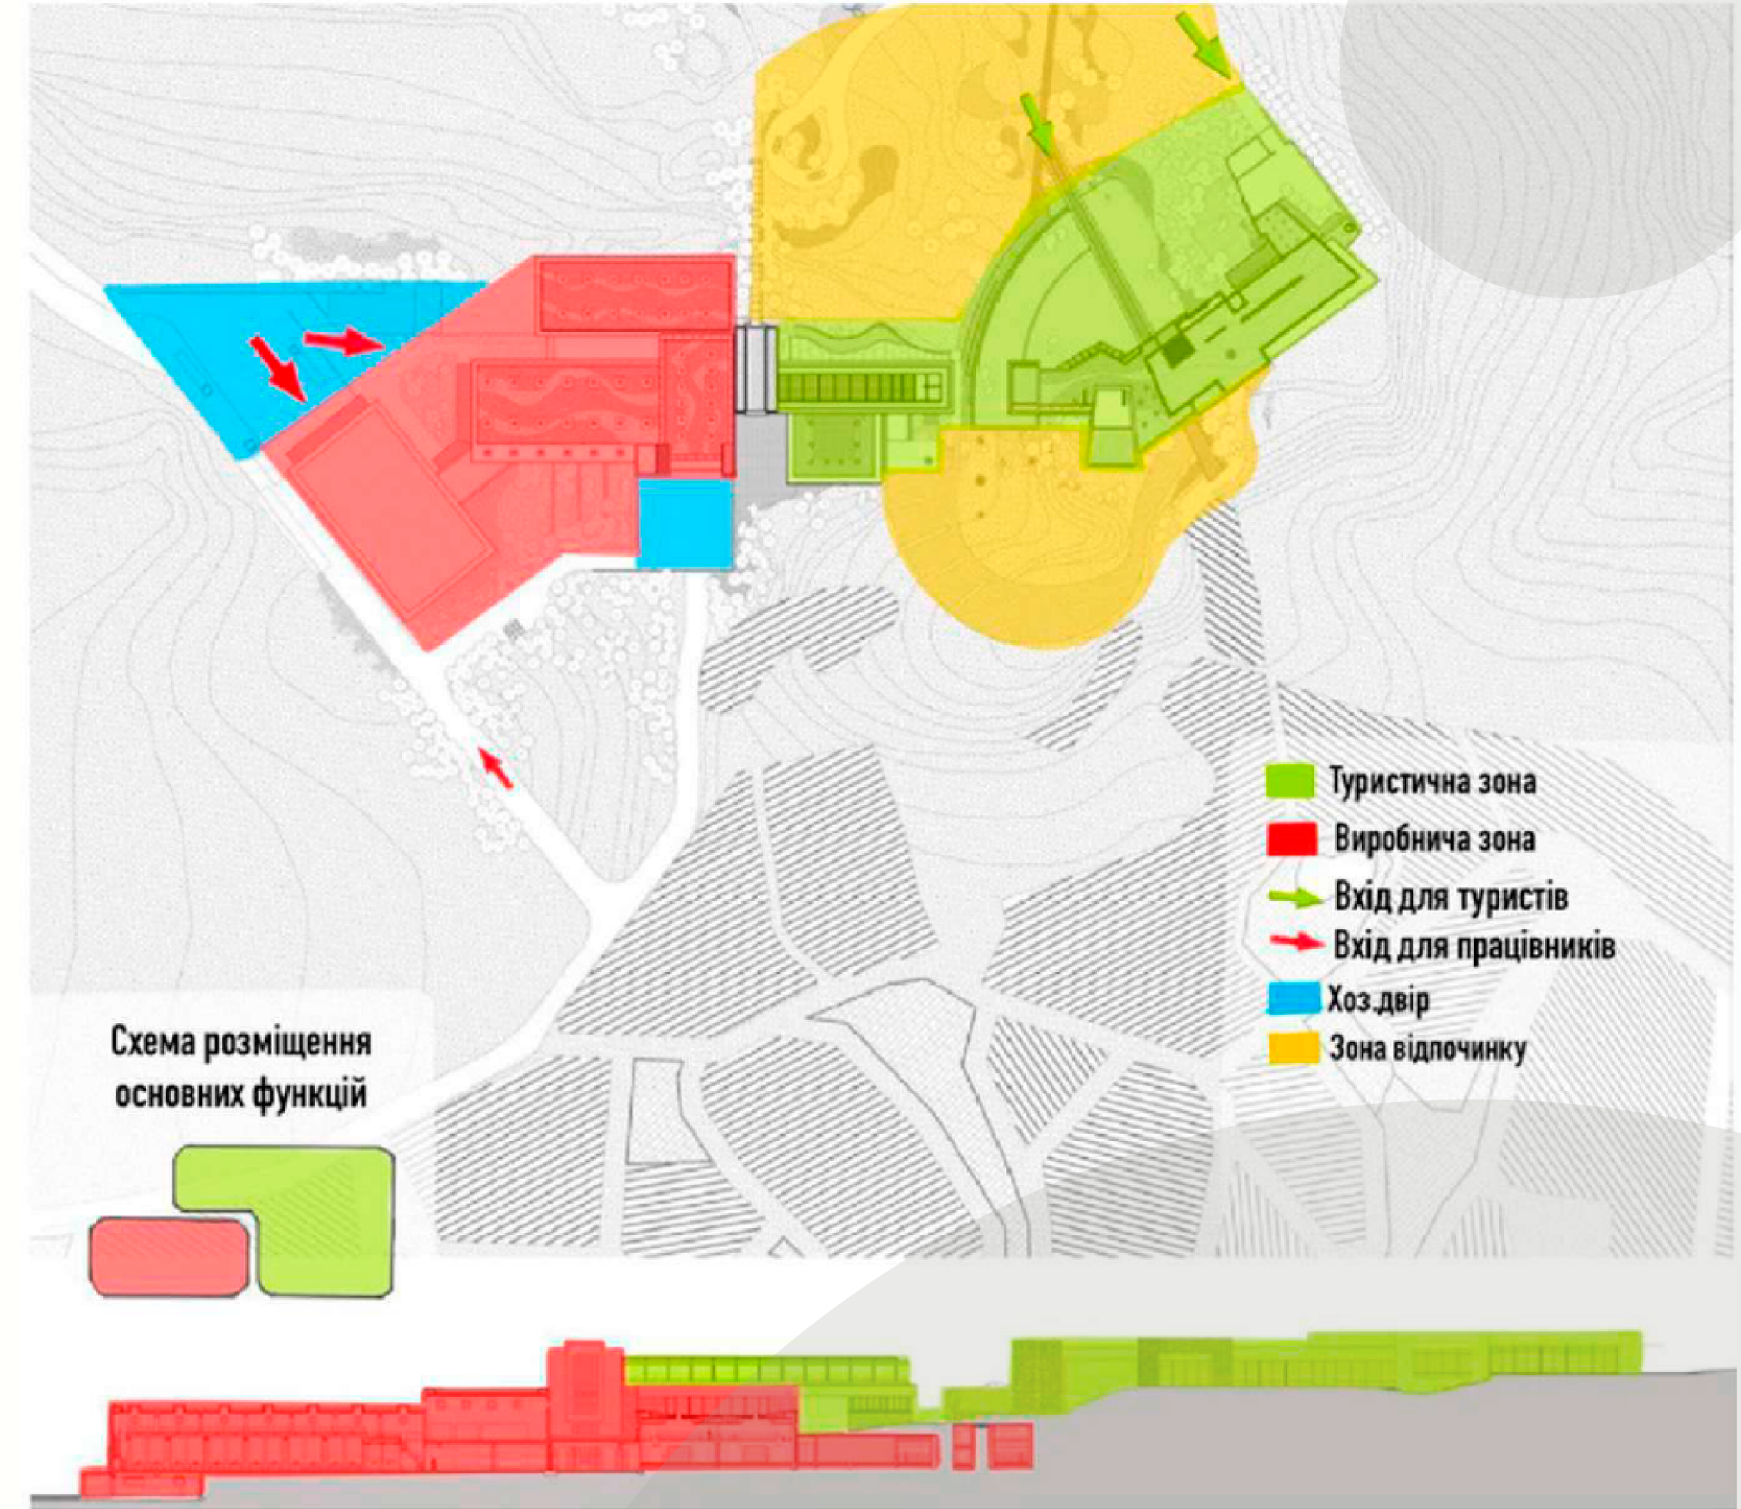 Туристична зона
Виробнича зона
Вхід для туристів
Вхід для працівників
Хоз.двір
Зона відпочинку
Схема розміщення
основних функцій